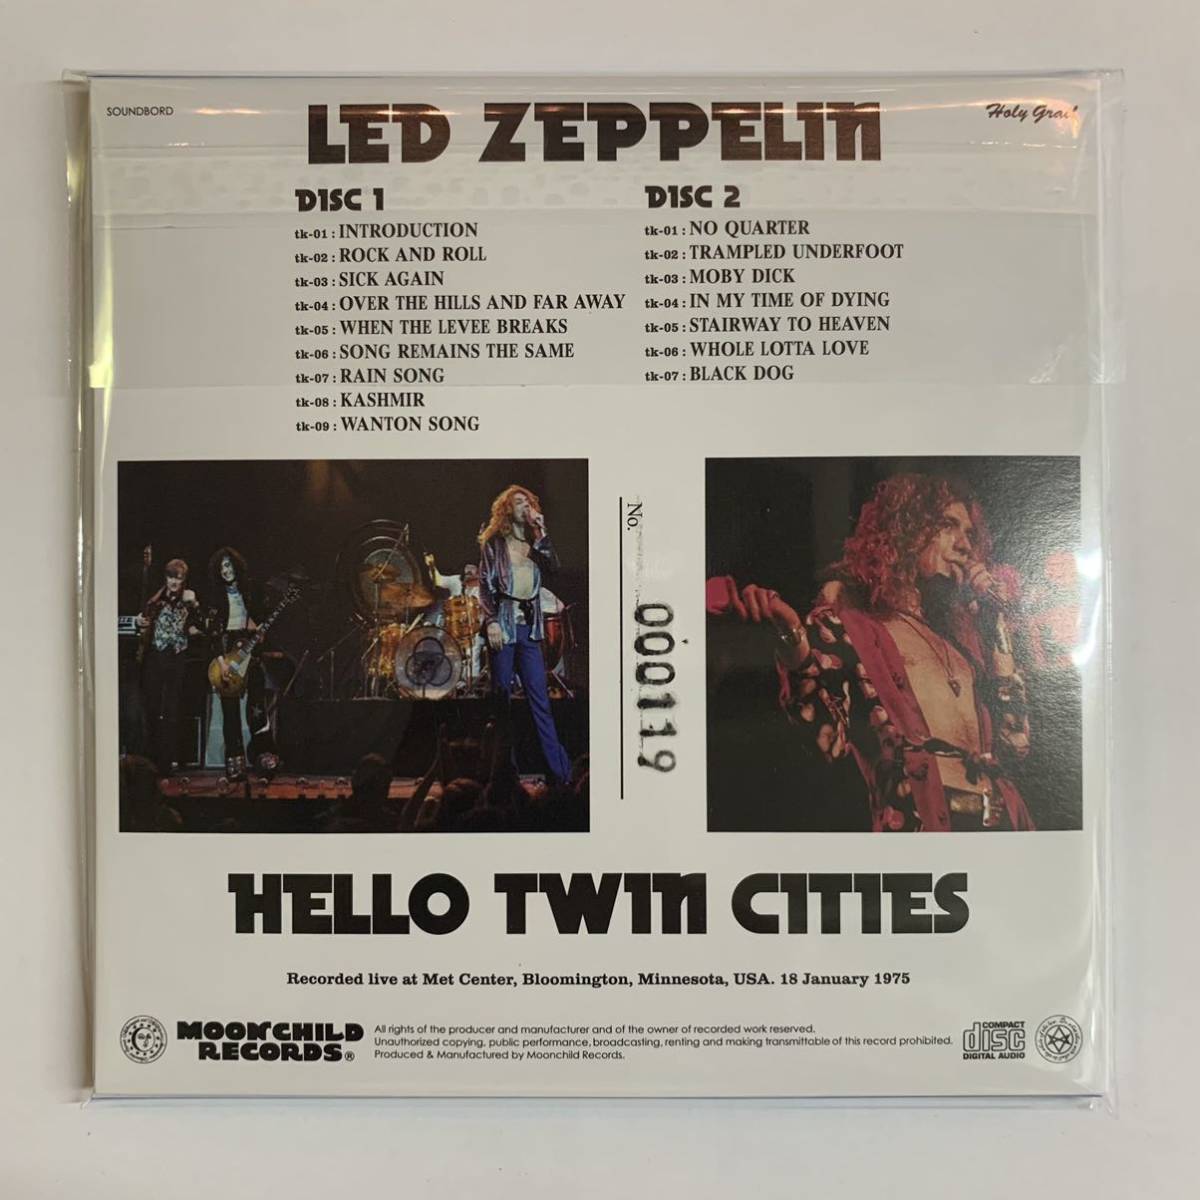 SOUNDBORD
LED ZEPPELIN
Holy Grail
DISC 1
tk-01 : INTRODUCTION
tk-02 : ROCK AND ROLL
tk-03 : SICK AGAIN
tk-04 : OVER THE HILLS AND FAR AWAY
tk-05 : WHEN THE LEVEE BREAKS
tk-06 : SONG REMAINS THE SAME
tk-07 : RAIN SONG
tk-08 : KASHMIR
tk-09 : WANTON SONG
DISC 2
tk-01 : NO QUARTER
tk-02 : TRAMPLED UNDERFOOT
tk-03 : MOBY DICK
tk-04 : IN MY TIME OF DYING
tk-05 : STAIRWAY TO HEAVEN
tk-06 : WHOLE LOTTA LOVE
tk-07 : BLACK DOG
No. 000119
HELLO TWIN CITIES
Recorded live at Met Center, Bloomington, Minnesota, USA. 18 January 1975
MOONCHILD
RECORDS®
All rights of the producer and manufacturer and of the owner of recorded work reserved.
Unauthorized copying, public performance, broadcasting, renting and making transmittable of this record prohibited.
Produced & Manufactured by Moonchild Records.
COMPACT
disc
DIGITAL AUDIO